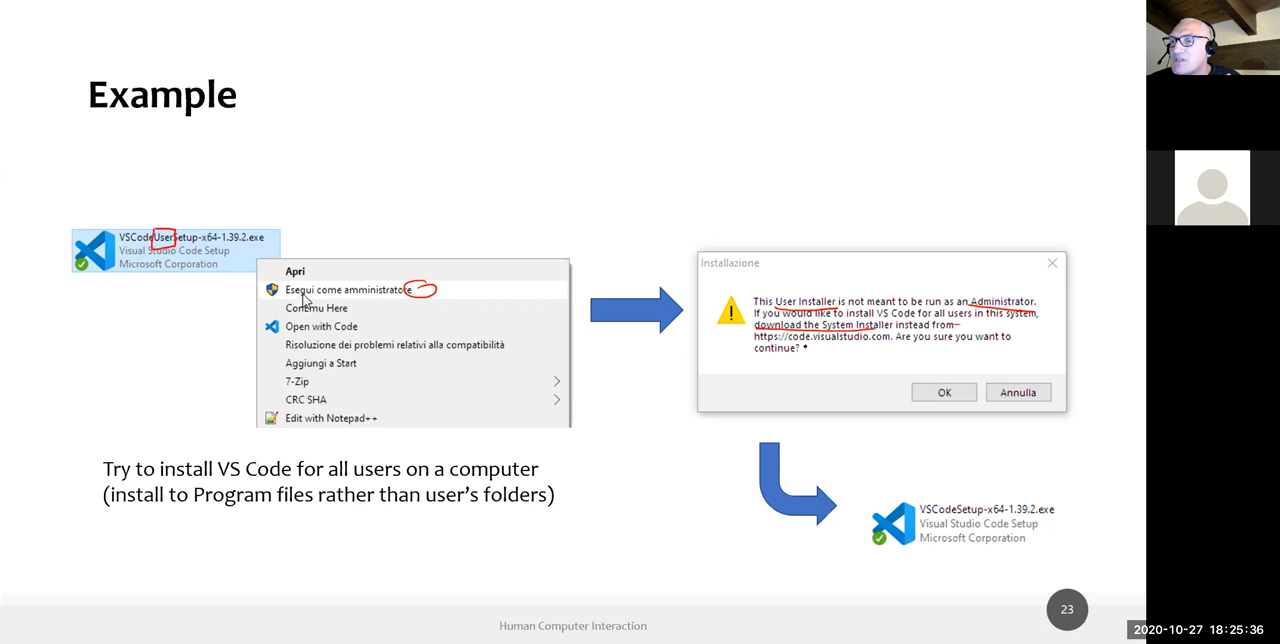 Example
VSCodeUserSetup-x64-1.39.2.exe
Visual Studio Code Setup
Microsoft Corporation
Apri
Esegui come amministratore
Conemu Here
Open with Code
Risoluzione dei problemi relativi alla compatibilità
Aggiungi a Start
7-Zip
CRC SHA
Edit with Notepad++
Installazione
This User Installer is not meant to be run as an Administrator.
If you would like to install VS Code for all users in this system,
download the System Installer instead from
https://code.visualstudio.com. Are you sure you want to
continue?
OK
Annulla
Try to install VS Code for all users on a computer
(install to Program files rather than user’s folders)
VSCodeSetup-x64-1.39.2.exe
Visual Studio Code Setup
Microsoft Corporation
Human Computer Interaction
23
2020-10-27 18:25:36